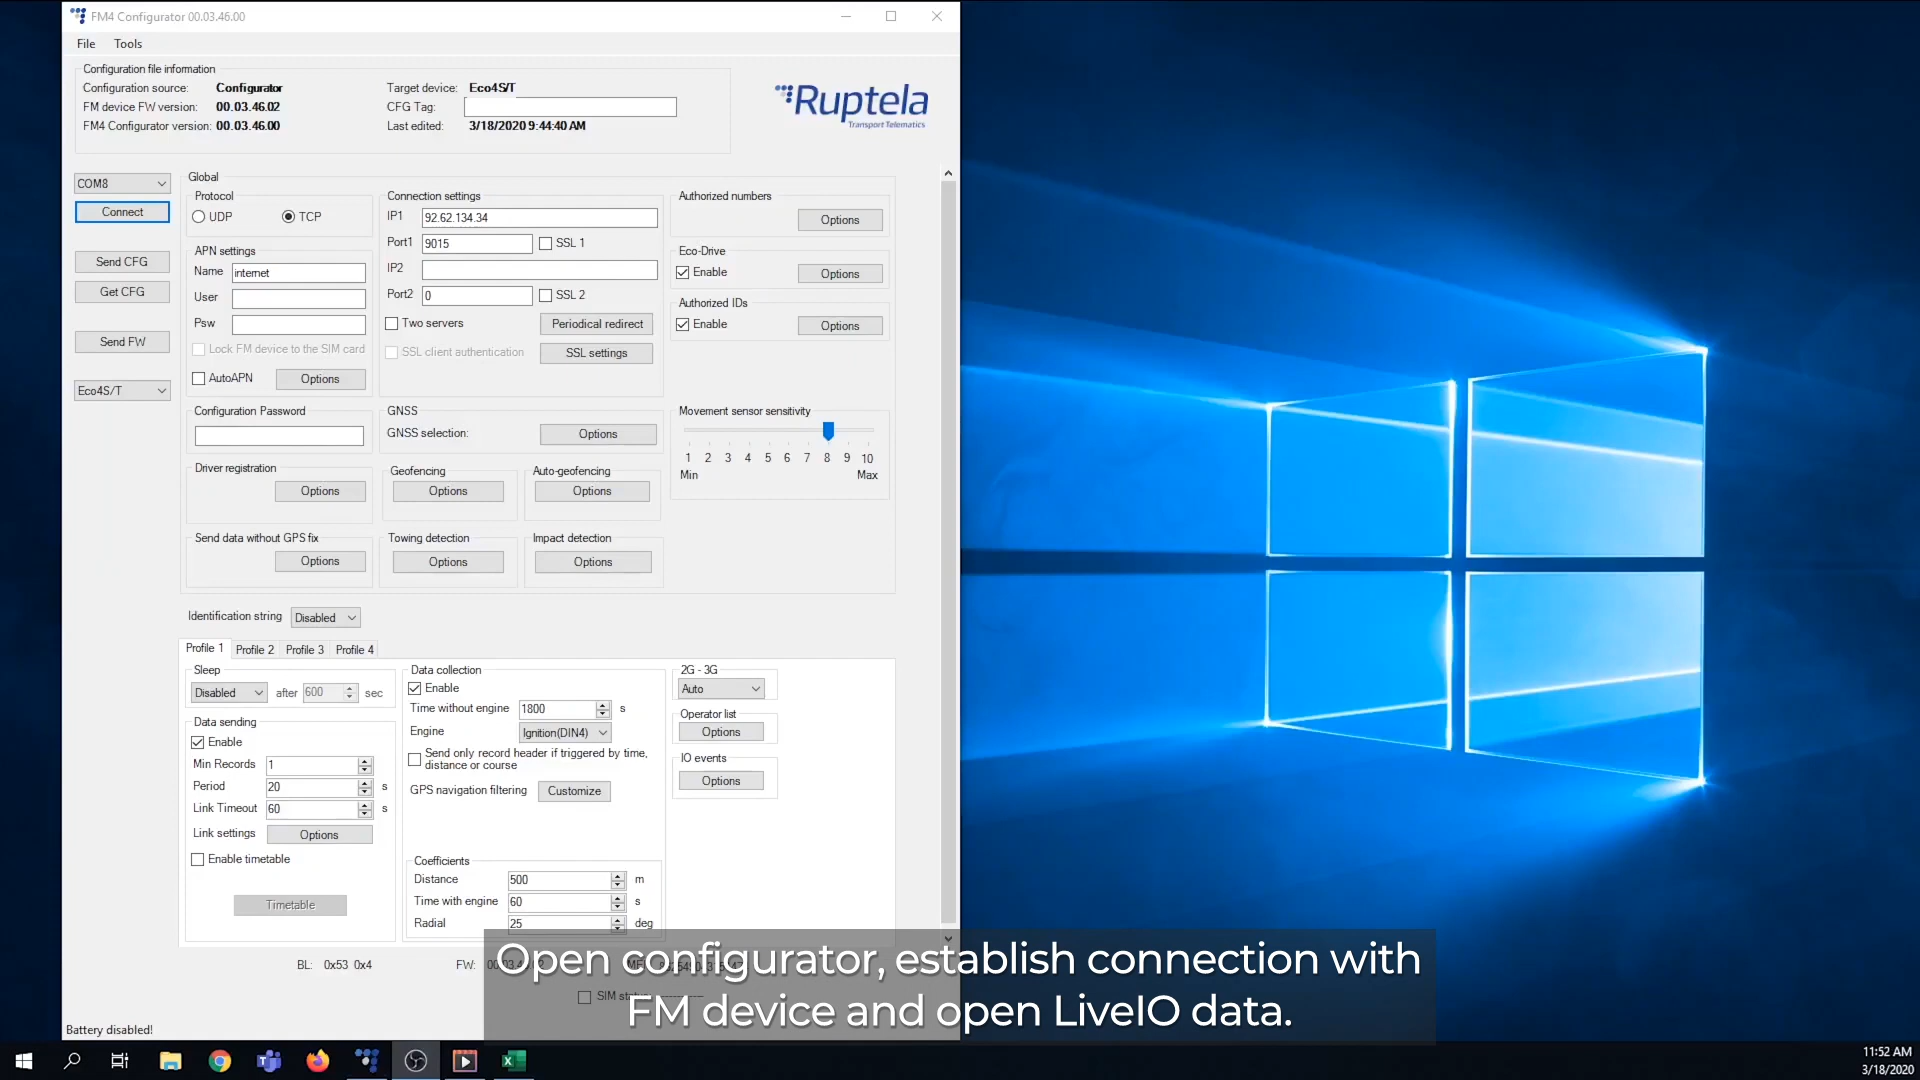 FM4 Configurator 00.03.46.00
File Tools
Configuration file information
Configuration source: Configurator
FM device FW version: 00.03.46.02
FM4 Configurator version: 00.03.46.00
Target device: Eco4S/T
CFG Tag:
Last edited: 3/18/2020 9:44:40 AM
Ruptela
Transport Telematics
COM8
Connect
Send CFG
Get CFG
Send FW
Eco4S/T
Global
Protocol
UDP TCP
APN settings
Name internet
User
Psw
Lock FM device to the SIM card
AutoAPN Options
Connection settings
IP1 92.62.134.34
Port1 9015 SSL 1
IP2
Port2 0 SSL 2
Two servers Periodical redirect
SSL client authentication SSL settings
Authorized numbers
Options
Eco-Drive
Enable Options
Authorized IDs
Enable Options
Configuration Password
GNSS
GNSS selection: Options
Movement sensor sensitivity
1 2 3 4 5 6 7 8 9 10
Min Max
Driver registration
Options
Geofencing
Options
Auto-geofencing
Options
Send data without GPS fix
Options
Towing detection
Options
Impact detection
Options
Identification string Disabled
Profile 1 Profile 2 Profile 3 Profile 4
Sleep
Disabled after 600 sec
Data sending
Enable
Min Records 1
Period 20 s
Link Timeout 60 s
Link settings Options
Enable timetable
Timetable
Data collection
Enable
Time without engine 1800 s
Engine Ignition(DIN4)
Send only record header if triggered by time,
distance or course
GPS navigation filtering Customize
Coefficients
Distance 500 m
Time with engine 60 s
Radial 25 deg
2G - 3G
Auto
Operator list
Options
IO events
Options
BL: 0x53 0x4 FW:
SIM
Open configurator, establish connection with
FM device and open LiveIO data.
Battery disabled!
11:52 AM
3/18/2020